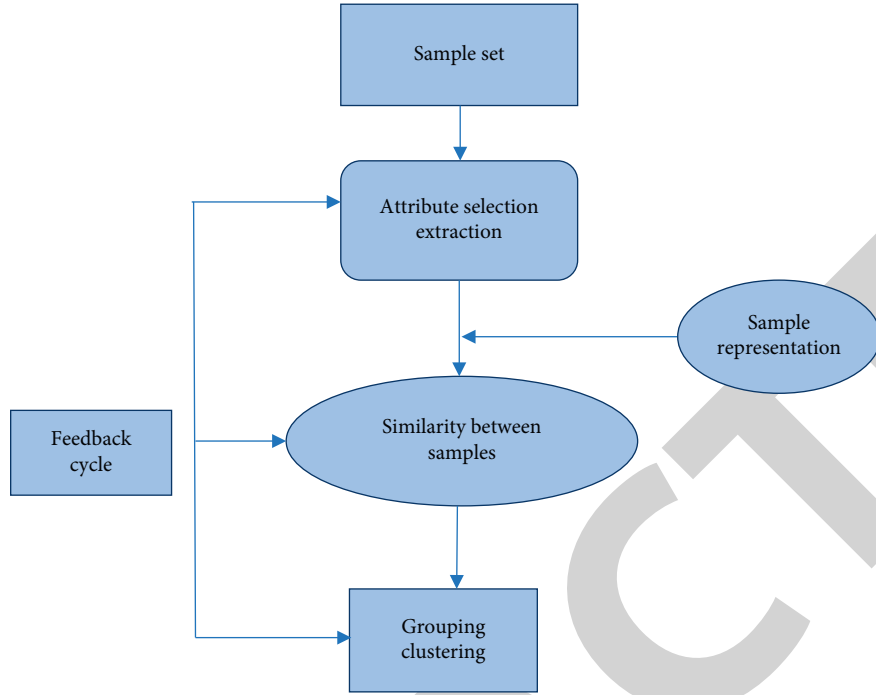 Sample set
Attribute selection
extraction
Sample
representation
Similarity between
samples
Feedback
cycle
Grouping
clustering